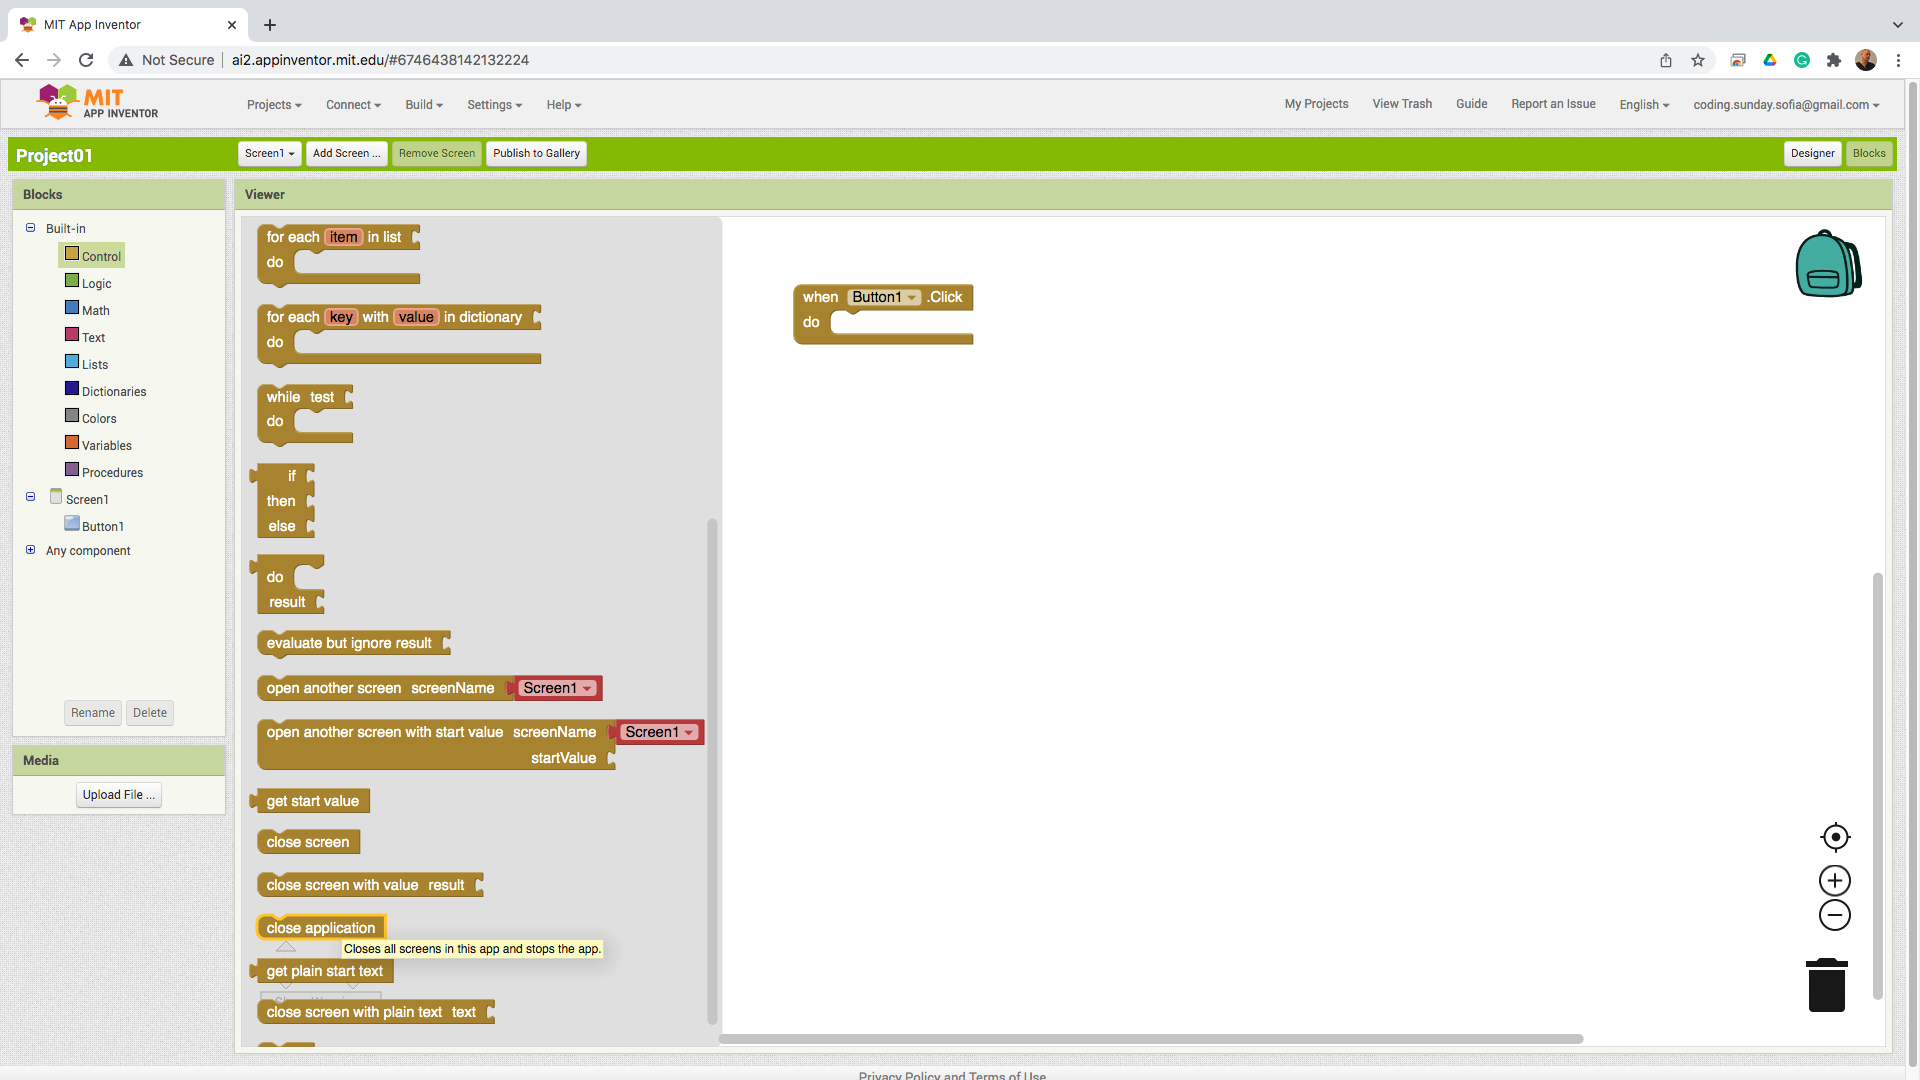 MIT App Inventor
Not Secure
ai2.appinventor.mit.edu/#6746438142132224
MIT
APP INVENTOR
Projects
Connect
Build
Settings
Help
My Projects
View Trash
Guide
Report an Issue
English
coding.sunday.sofia@gmail.com
Project01
Screen1
Add Screen ...
Remove Screen
Publish to Gallery
Designer
Blocks
Blocks
Built-in
Control
Logic
Math
Text
Lists
Dictionaries
Colors
Variables
Procedures
Screen1
Button1
Any component
Rename
Delete
Media
Upload File ...
Viewer
for each item in list
do
for each key with value in dictionary
do
while test
do
if
then
else
do
result
evaluate but ignore result
open another screen screenName Screen1
open another screen with start value screenName Screen1
startValue
get start value
close screen
close screen with value result
close application
Closes all screens in this app and stops the app.
get plain start text
close screen with plain text text
when Button1 .Click
do
Privacy Policy and Terms of Use